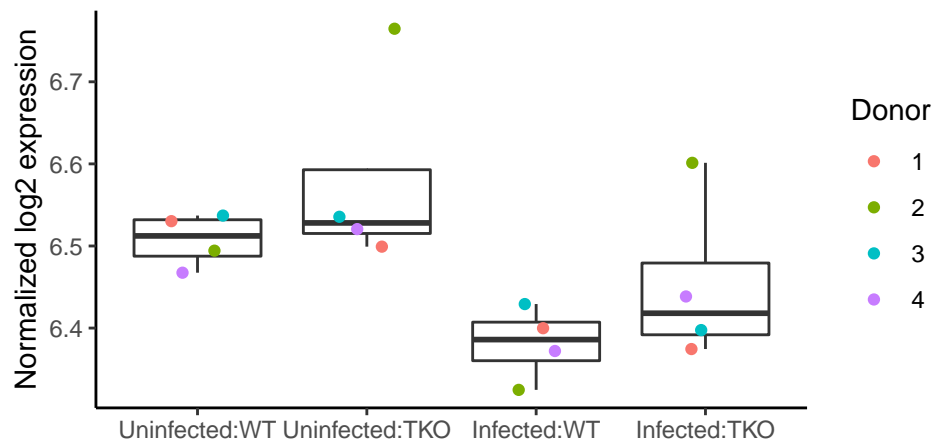 Normalized log2 expression
6.7
6.6
6.5
6.4
Uninfected:WT
Uninfected:TKO
Infected:WT
Infected:TKO
Donor
1
2
3
4